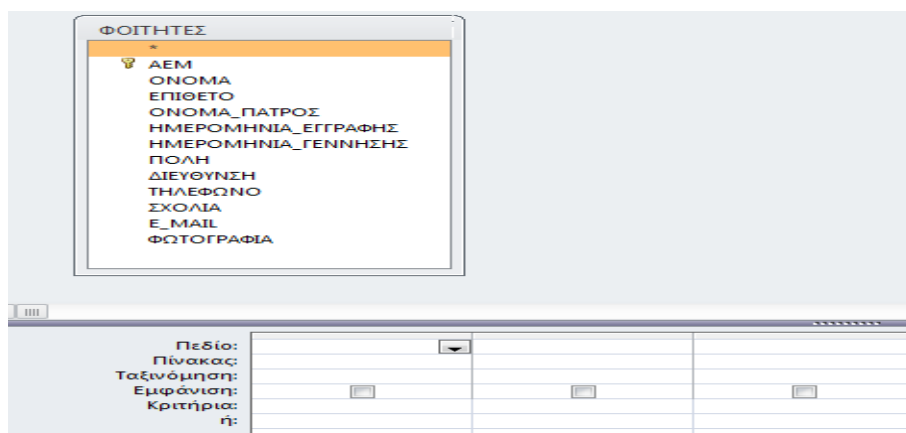 ΦΟΙΤΗΤΕΣ
*
ΑΕΜ
ΟΝΟΜΑ
ΕΠΙΘΕΤΟ
ΟΝΟΜΑ_ΠΑΤΡΟΣ
ΗΜΕΡΟΜΗΝΙΑ_ΕΓΓΡΑΦΗΣ
ΗΜΕΡΟΜΗΝΙΑ_ΓΕΝΝΗΣΗΣ
ΠΟΛΗ
ΔΙΕΥΘΥΝΣΗ
ΤΗΛΕΦΩΝΟ
ΣΧΟΛΙΑ
E_MAIL
ΦΩΤΟΓΡΑΦΙΑ
Πεδίο:
Πίνακας:
Ταξινόμηση:
Εμφάνιση:
Κριτήρια:
ή: